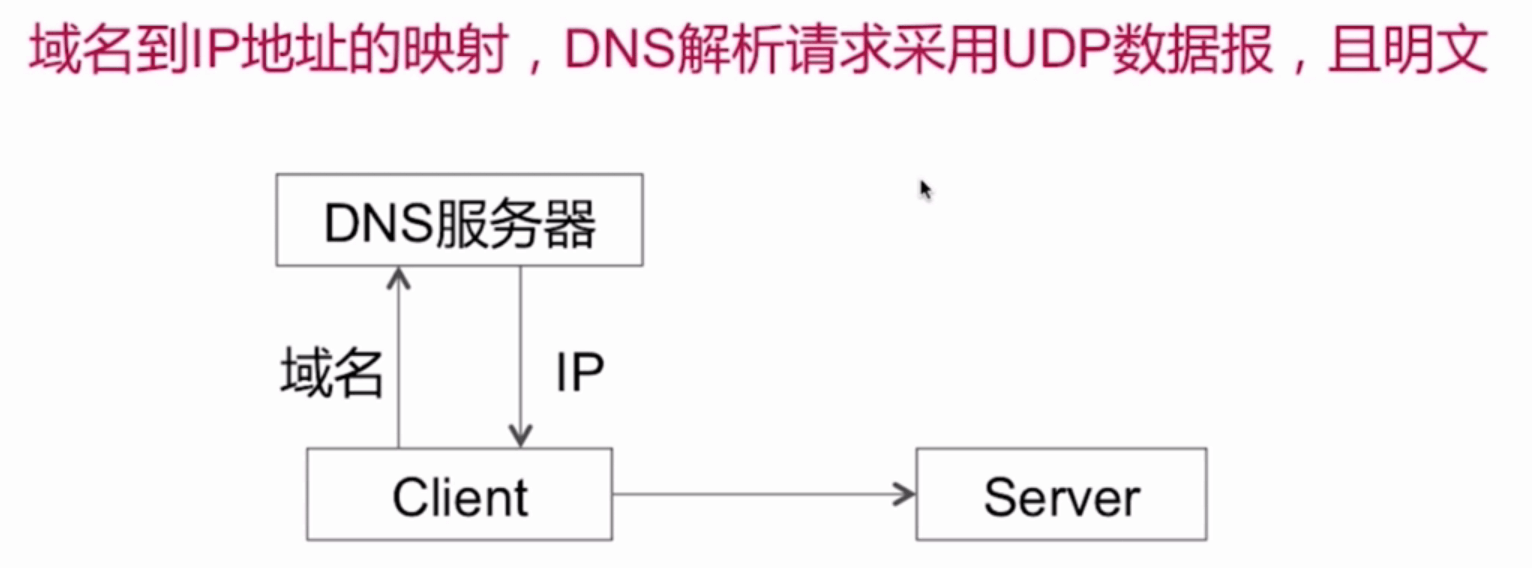 域名到IP地址的映射，DNS解析请求采用UDP数据报，且明文
DNS服务器
域名
IP
Client
Server